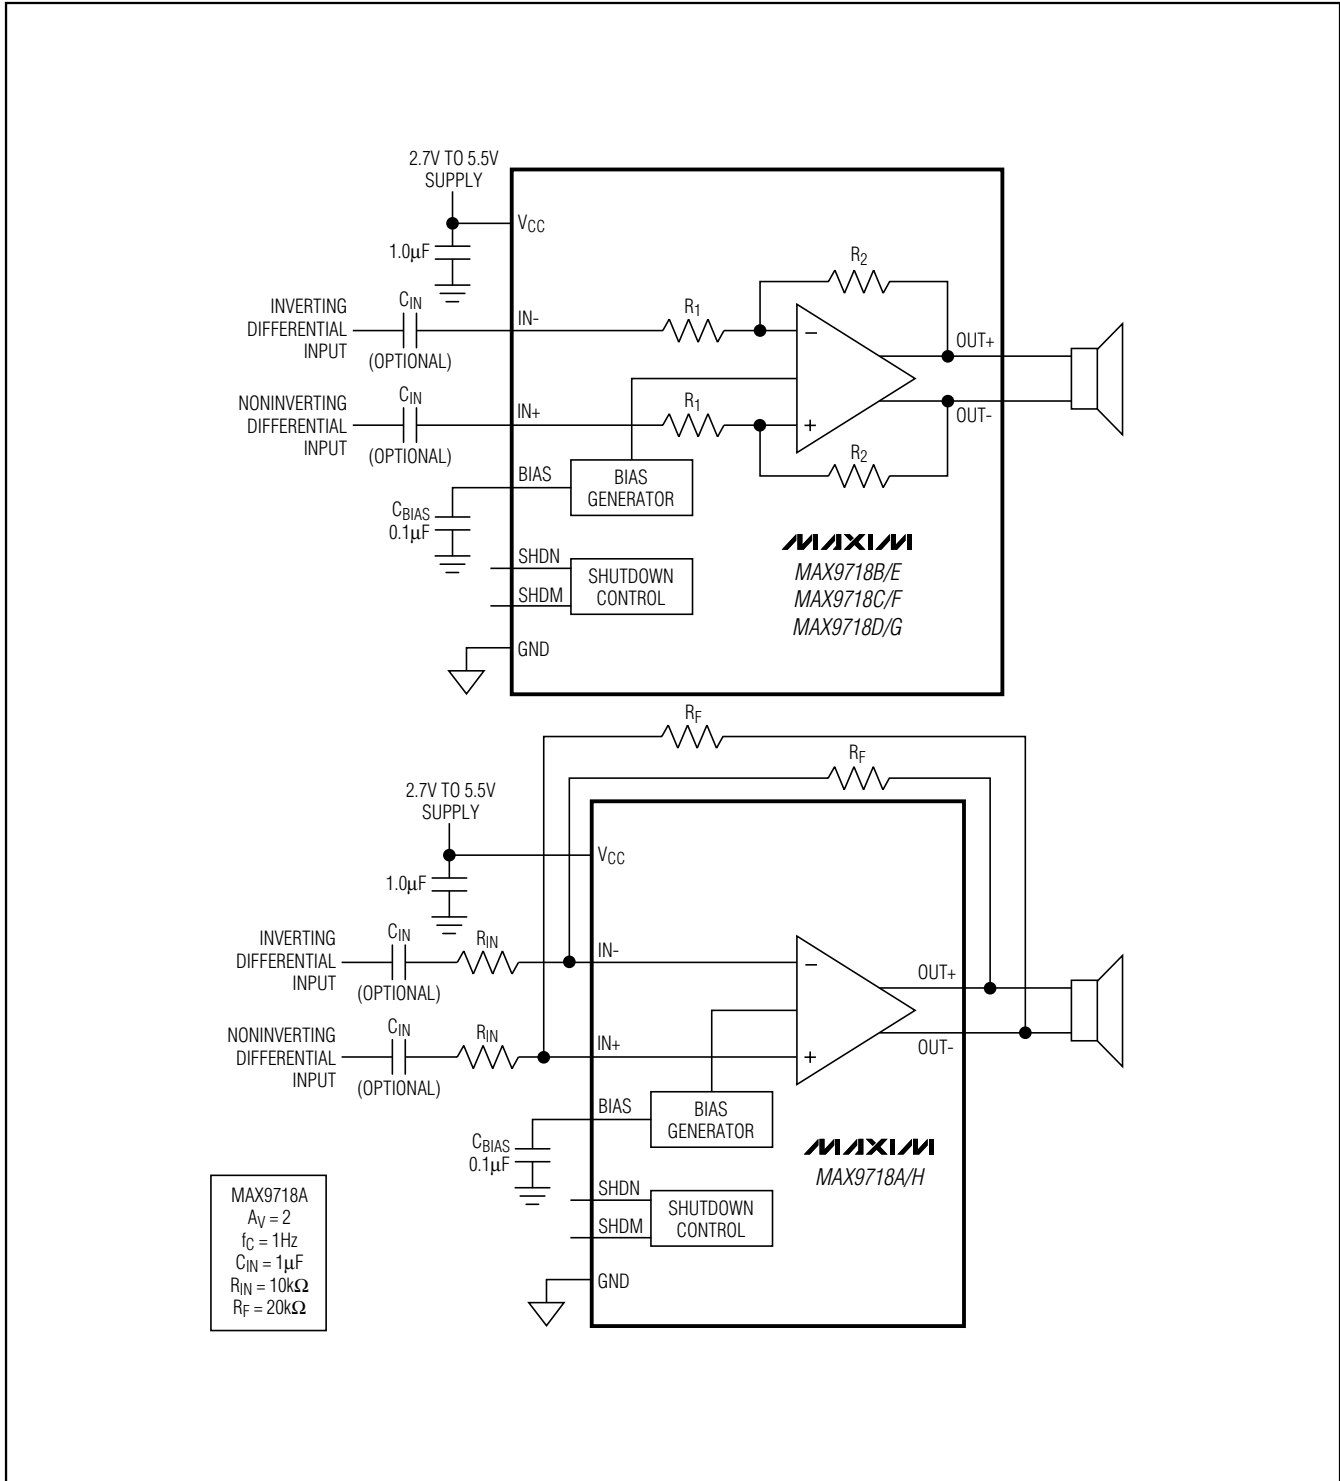 2.7V TO 5.5V
SUPPLY
VCC
1.0μF
R2
INVERTING
DIFFERENTIAL
INPUT
CIN
(OPTIONAL)
IN-
R1
−
OUT+
NONINVERTING
DIFFERENTIAL
INPUT
CIN
(OPTIONAL)
IN+
R1
+
OUT-
R2
BIAS
BIAS
GENERATOR
CBIAS
0.1μF
SHDN
SHDM
SHUTDOWN
CONTROL
GND
MAXIM
MAX9718B/E
MAX9718C/F
MAX9718D/G
RF
RF
2.7V TO 5.5V
SUPPLY
VCC
1.0μF
INVERTING
DIFFERENTIAL
INPUT
CIN
(OPTIONAL)
RIN
IN-
−
OUT+
NONINVERTING
DIFFERENTIAL
INPUT
CIN
(OPTIONAL)
RIN
IN+
+
OUT-
BIAS
BIAS
GENERATOR
CBIAS
0.1μF
SHDN
SHDM
SHUTDOWN
CONTROL
GND
MAXIM
MAX9718A/H
MAX9718A
AV = 2
fC = 1Hz
CIN = 1μF
RIN = 10kΩ
RF = 20kΩ